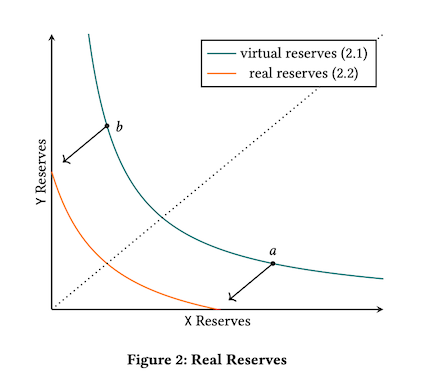 virtual reserves (2.1)
real reserves (2.2)
b
a
Y Reserves
X Reserves
Figure 2: Real Reserves